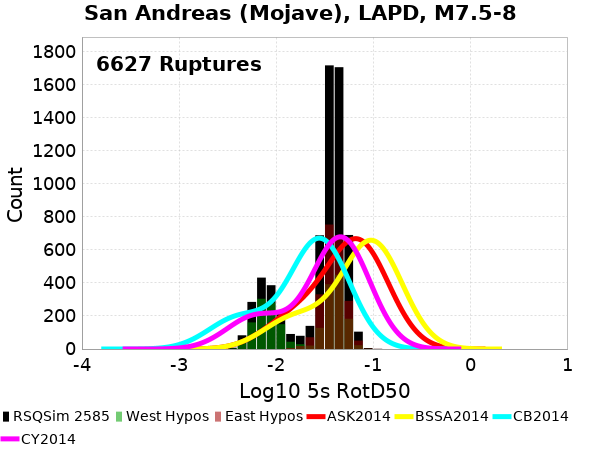 San Andreas (Mojave), LAPD, M7.5-8
6627 Ruptures
Count
1800
1600
1400
1200
1000
800
600
400
200
0
-4 -3 -2 -1 0 1
Log10 5s RotD50
RSQSim 2585 West Hypos East Hypos ASK2014 BSSA2014 CB2014
CY2014